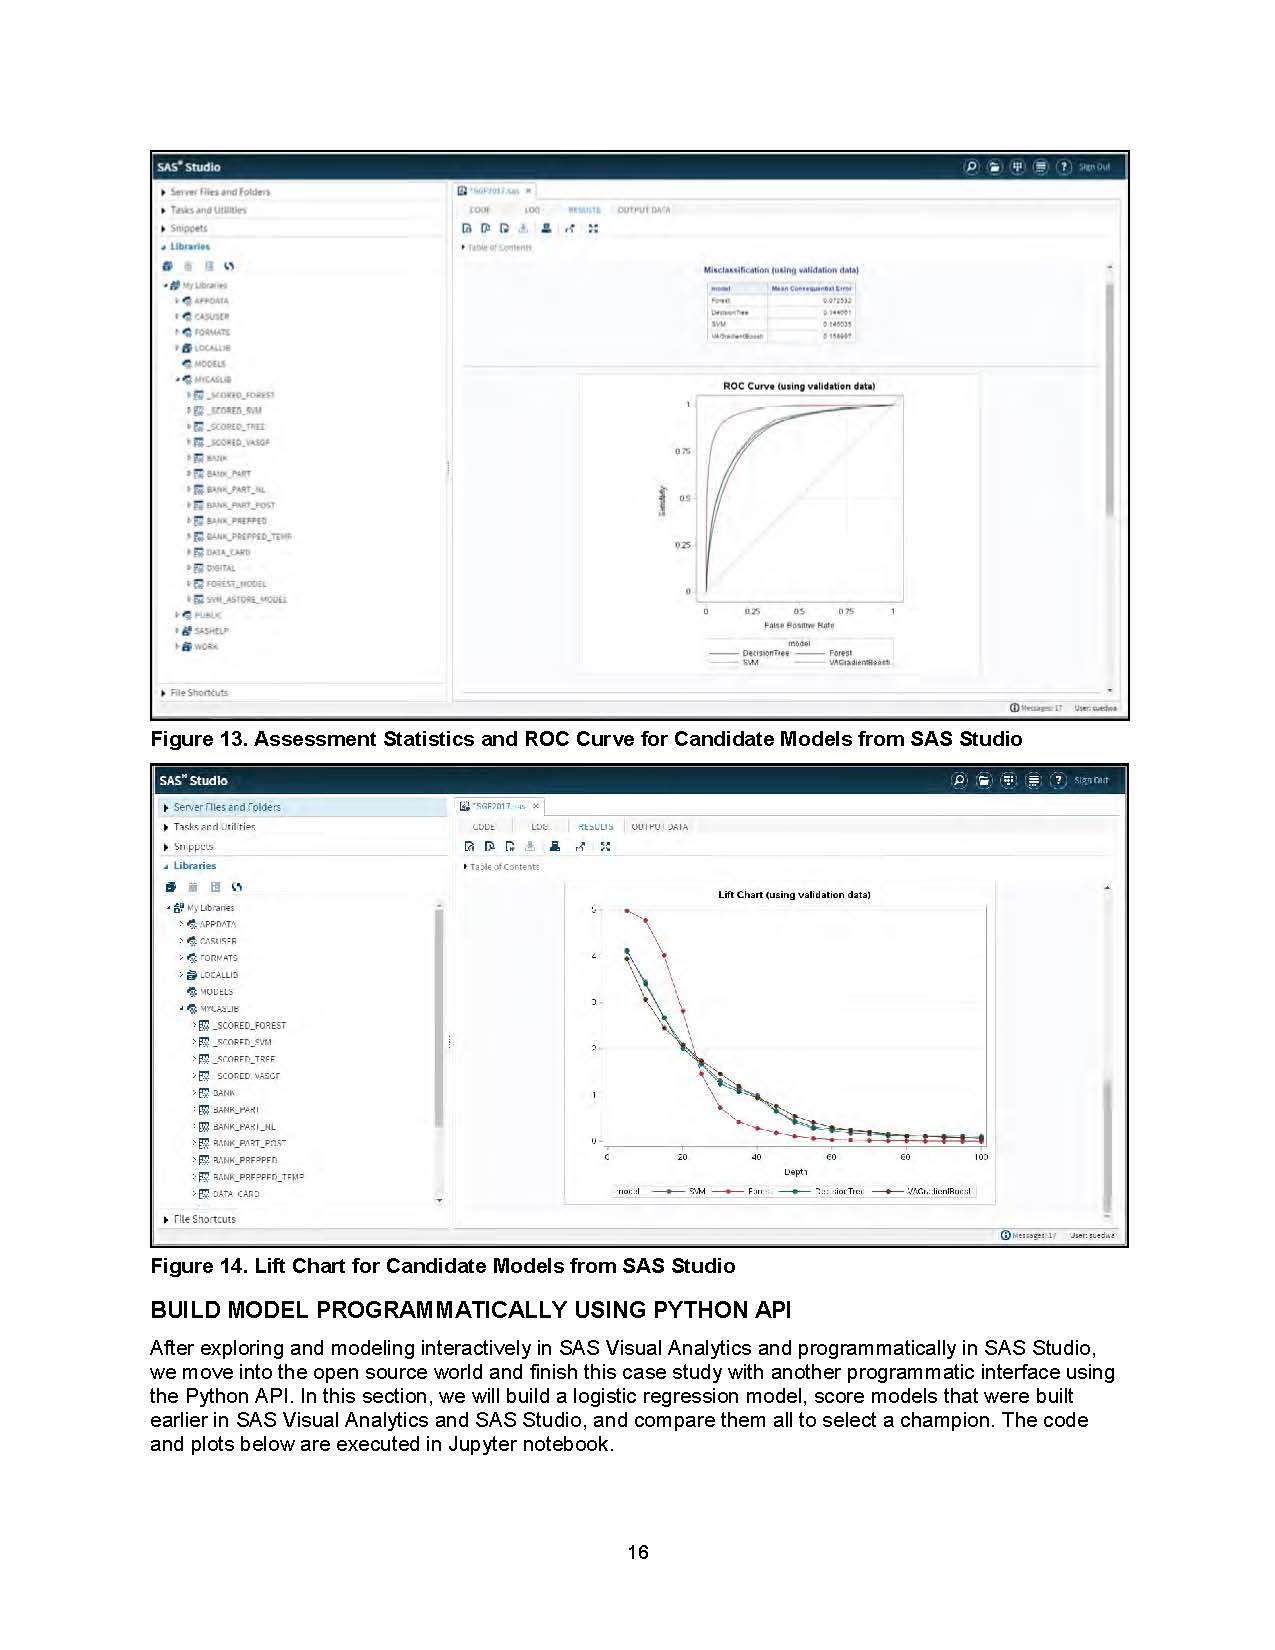 SAS® Studio
Sign Out
Server Files and Folders
Tasks and Utilities
Snippets
Libraries
My Libraries
APPDATA
CASUSER
FORMATS
LOCALLIB
MODELS
MYCASLIB
_SCORED_FOREST
_SCORED_SVM
_SCORED_TREE
_SCORED_VASGF
BANK
BANK_PART
BANK_PART_NL
BANK_PART_POST
BANK_PREPPED
BANK_PREPPED_TEMP
DATA_CARD
DIGITAL
FOREST_MODEL
SVM_ASTORE_MODEL
PUBLIC
SASHELP
WORK
File Shortcuts
*SGF2017.sas
CODE LOG RESULTS OUTPUT DATA
Table of Contents
Misclassification (using validation data)
model Mean Consequential Error
Forest
DecisionTree
SVM
VAGradientBoosti
ROC Curve (using validation data)
1
0.75
0.5
0.25
0
0 0.25 0.5 0.75 1
False Positive Rate
model
DecisionTree Forest
SVM VAGradientBoosti
Messages: 17 User: suedwa
Figure 13. Assessment Statistics and ROC Curve for Candidate Models from SAS Studio
SAS® Studio
Sign Out
Server Files and Folders
Tasks and Utilities
Snippets
Libraries
My Libraries
APPDATA
CASUSER
FORMATS
LOCALLIB
MODELS
MYCASLIB
_SCORED_FOREST
_SCORED_SVM
_SCORED_TREE
_SCORED_VASGF
BANK
BANK_PART
BANK_PART_NL
BANK_PART_POST
BANK_PREPPED
BANK_PREPPED_TEMP
DATA_CARD
File Shortcuts
*SGF2017.sas
CODE LOG RESULTS OUTPUT DATA
Table of Contents
Lift Chart (using validation data)
5
4
3
2
1
0
0 20 40 60 80 100
Depth
model SVM Forest DecisionTree VAGradientBoosti
Messages: 17 User: suedwa
Figure 14. Lift Chart for Candidate Models from SAS Studio
BUILD MODEL PROGRAMMATICALLY USING PYTHON API
After exploring and modeling interactively in SAS Visual Analytics and programmatically in SAS Studio,
we move into the open source world and finish this case study with another programmatic interface using
the Python API. In this section, we will build a logistic regression model, score models that were built
earlier in SAS Visual Analytics and SAS Studio, and compare them all to select a champion. The code
and plots below are executed in Jupyter notebook.
16